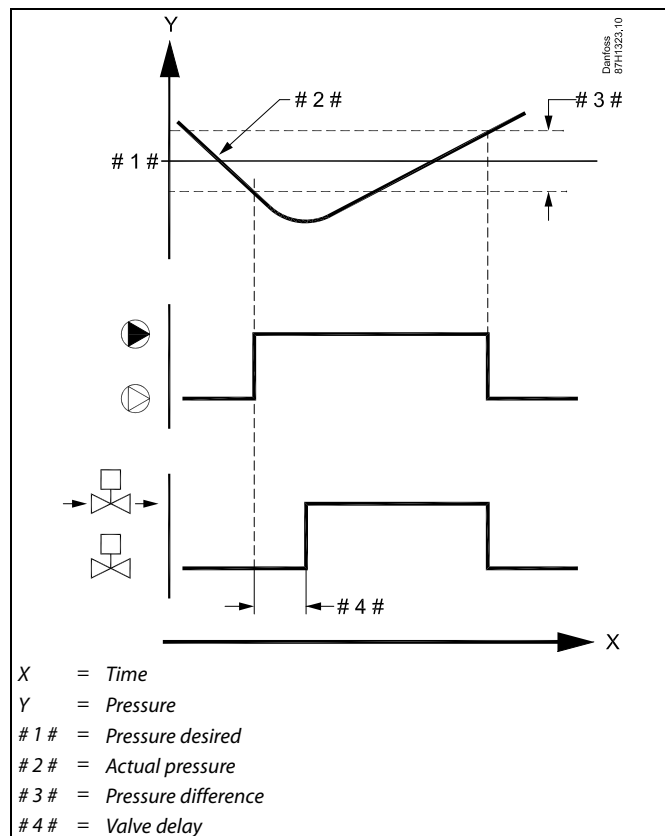 Y
Danfoss
87H1323.10
# 2 #
# 3 #
# 1 #
# 4 #
X
X = Time
Y = Pressure
# 1 # = Pressure desired
# 2 # = Actual pressure
# 3 # = Pressure difference
# 4 # = Valve delay